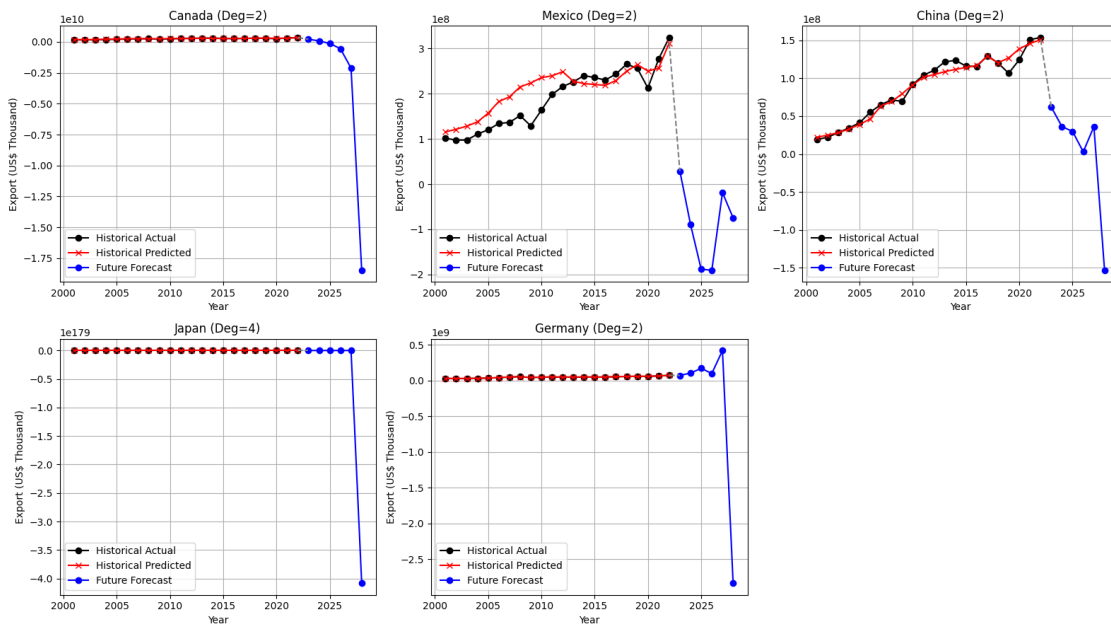 Canada (Deg=2)
1e10
0.00
−0.25
−0.50
−0.75
−1.00
−1.25
−1.50
−1.75
Export (US$ Thousand)
Historical Actual
Historical Predicted
Future Forecast
2000 2005 2010 2015 2020 2025
Year
Mexico (Deg=2)
1e8
3
2
1
0
−1
−2
Export (US$ Thousand)
Historical Actual
Historical Predicted
Future Forecast
2000 2005 2010 2015 2020 2025
Year
China (Deg=2)
1e8
1.5
1.0
0.5
0.0
−0.5
−1.0
−1.5
Export (US$ Thousand)
Historical Actual
Historical Predicted
Future Forecast
2000 2005 2010 2015 2020 2025
Year
Japan (Deg=4)
1e179
0.0
−0.5
−1.0
−1.5
−2.0
−2.5
−3.0
−3.5
−4.0
Export (US$ Thousand)
Historical Actual
Historical Predicted
Future Forecast
2000 2005 2010 2015 2020 2025
Year
Germany (Deg=2)
1e9
0.5
0.0
−0.5
−1.0
−1.5
−2.0
−2.5
Export (US$ Thousand)
Historical Actual
Historical Predicted
Future Forecast
2000 2005 2010 2015 2020 2025
Year